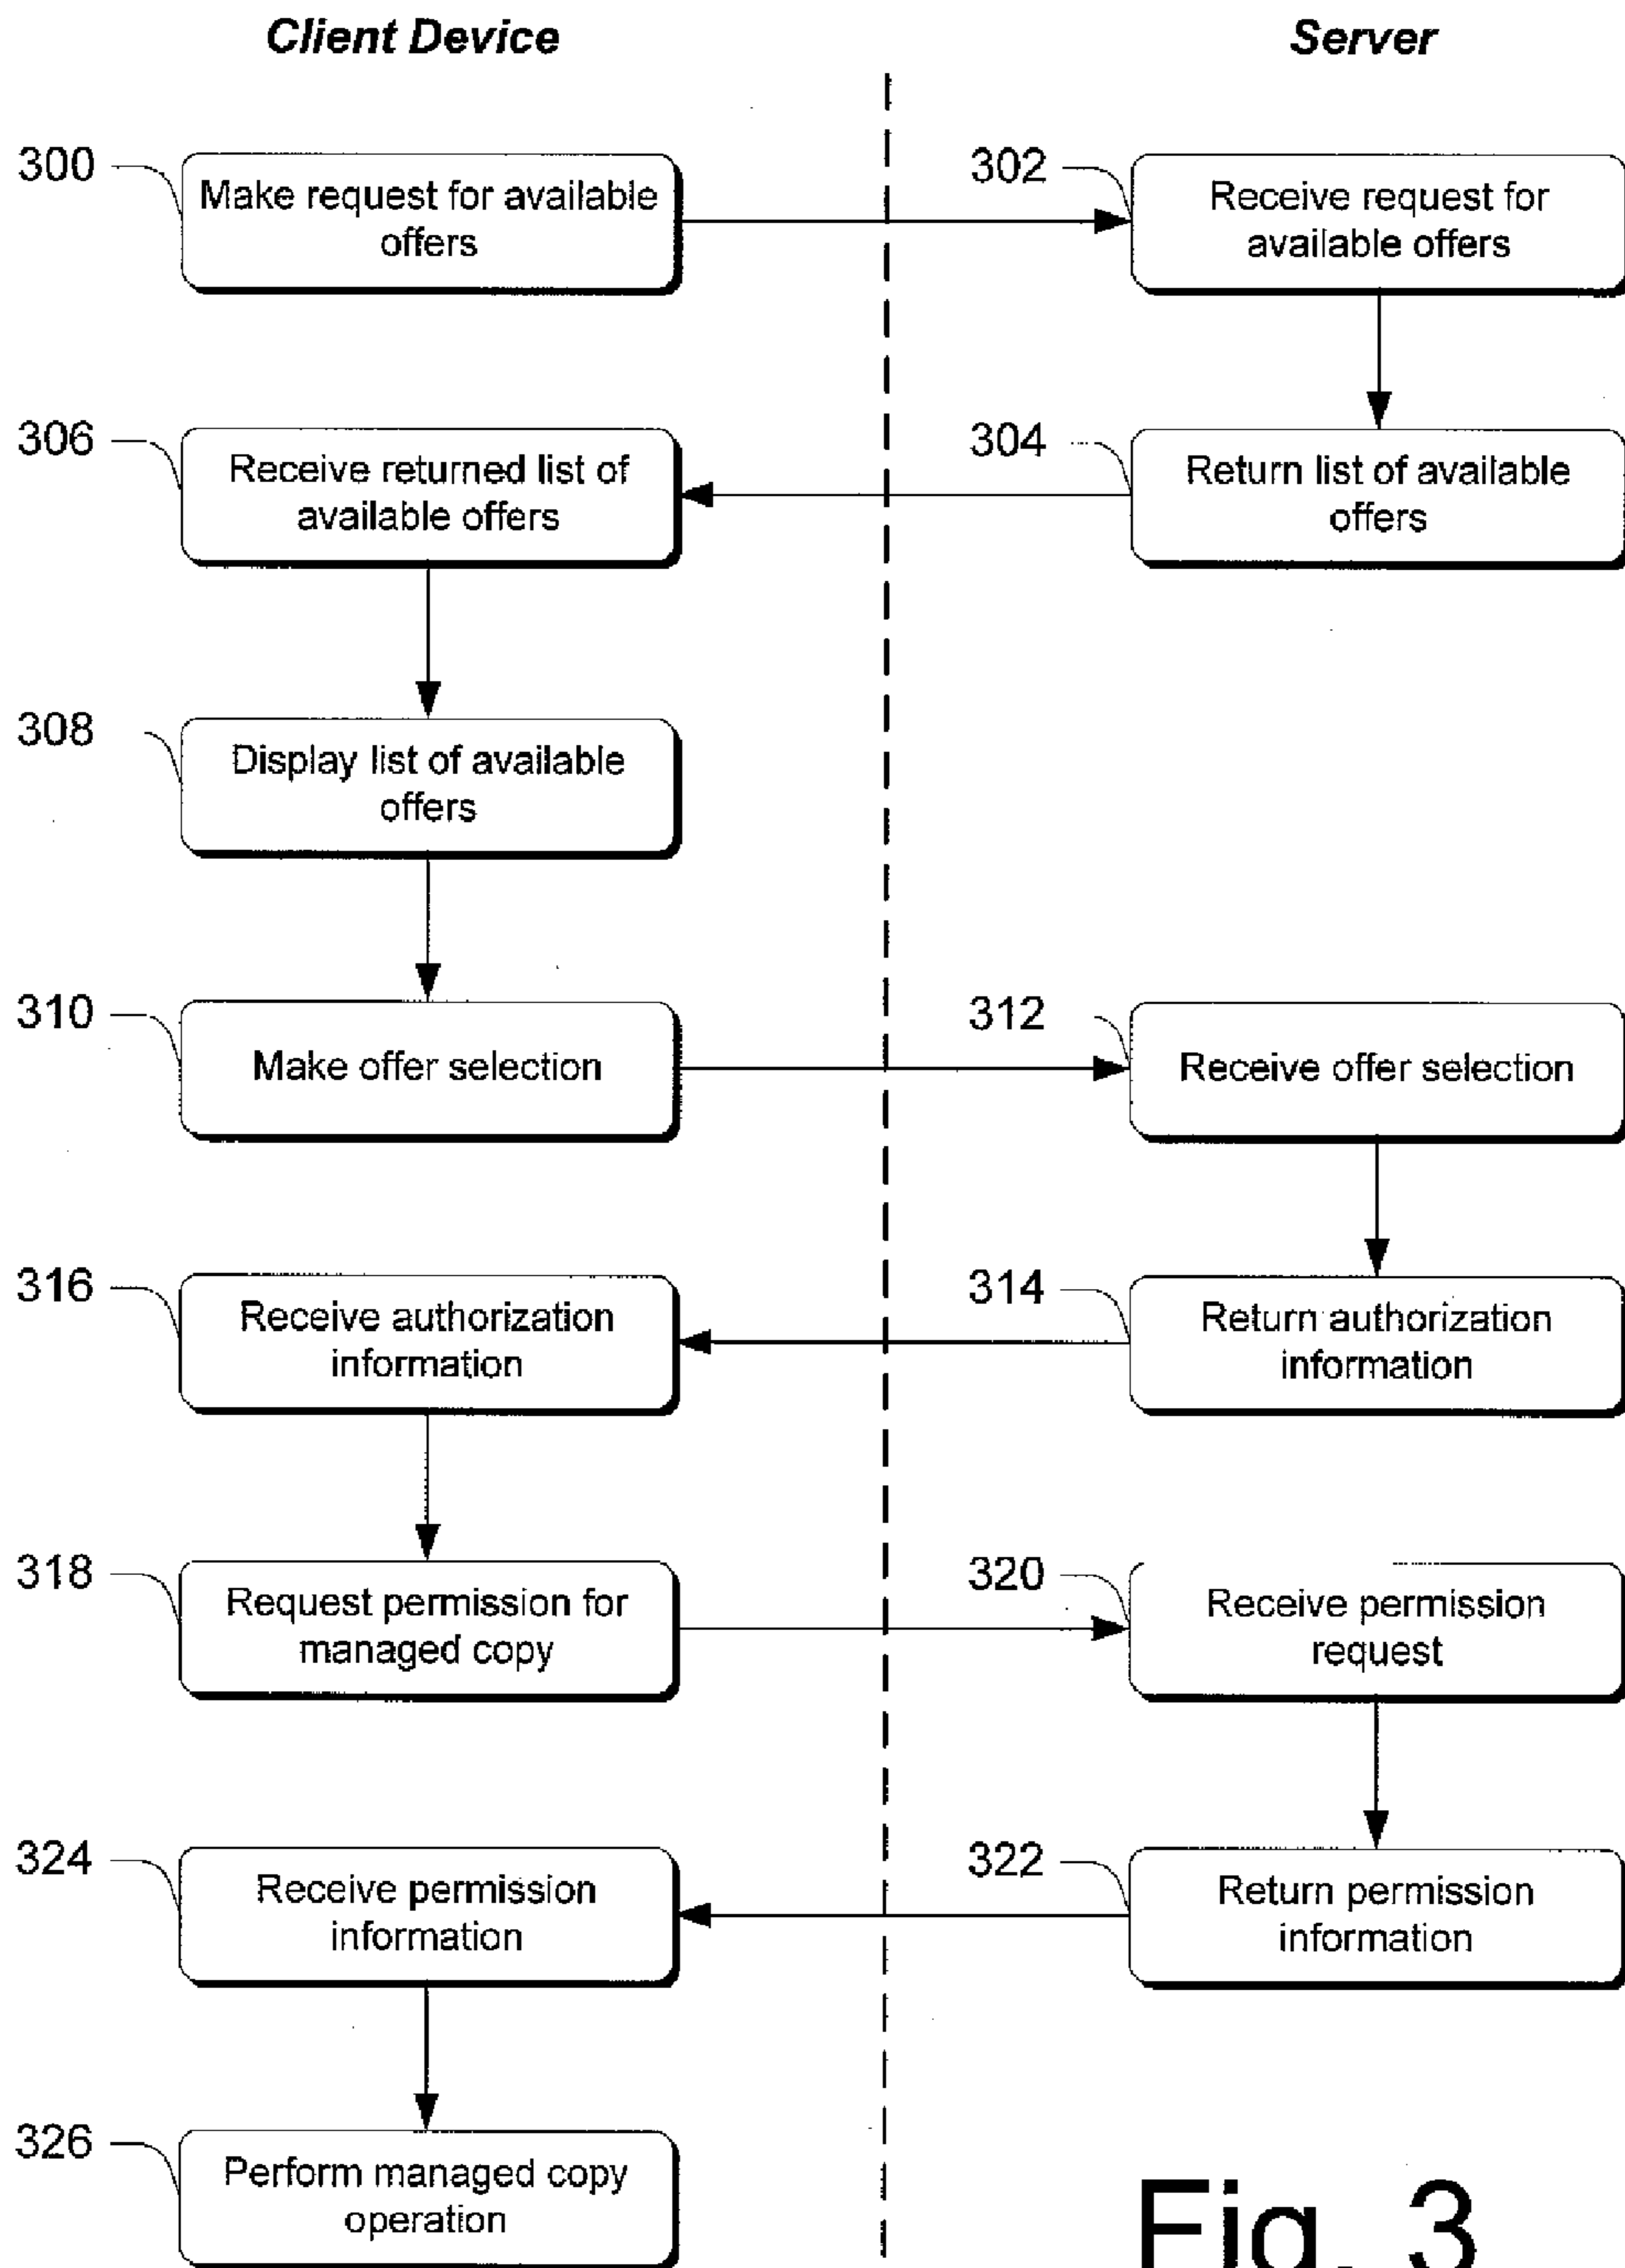 Client Device
Server
300
Make request for available
offers
302
Receive request for
available offers
306
Receive returned list of
available offers
304
Return list of available
offers
308
Display list of available
offers
310
Make offer selection
312
Receive offer selection
316
Receive authorization
information
314
Return authorization
information
318
Request permission for
managed copy
320
Receive permission
request
324
Receive permission
information
322
Return permission
information
326
Perform managed copy
operation
Fig. 3